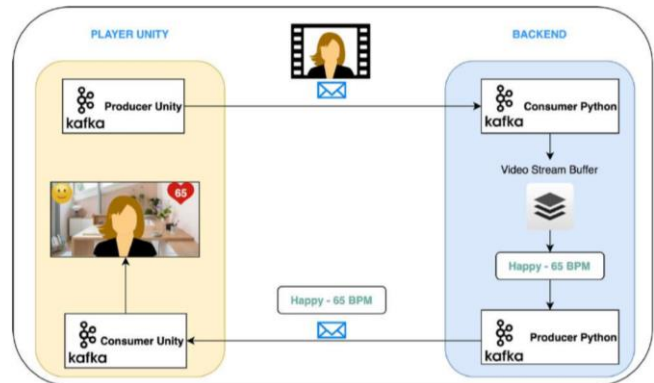 PLAYER UNITY
BACKEND
kafka
Producer Unity
kafka
Consumer Python
Video Stream Buffer
65
Happy - 65 BPM
Happy - 65 BPM
kafka
Consumer Unity
kafka
Producer Python